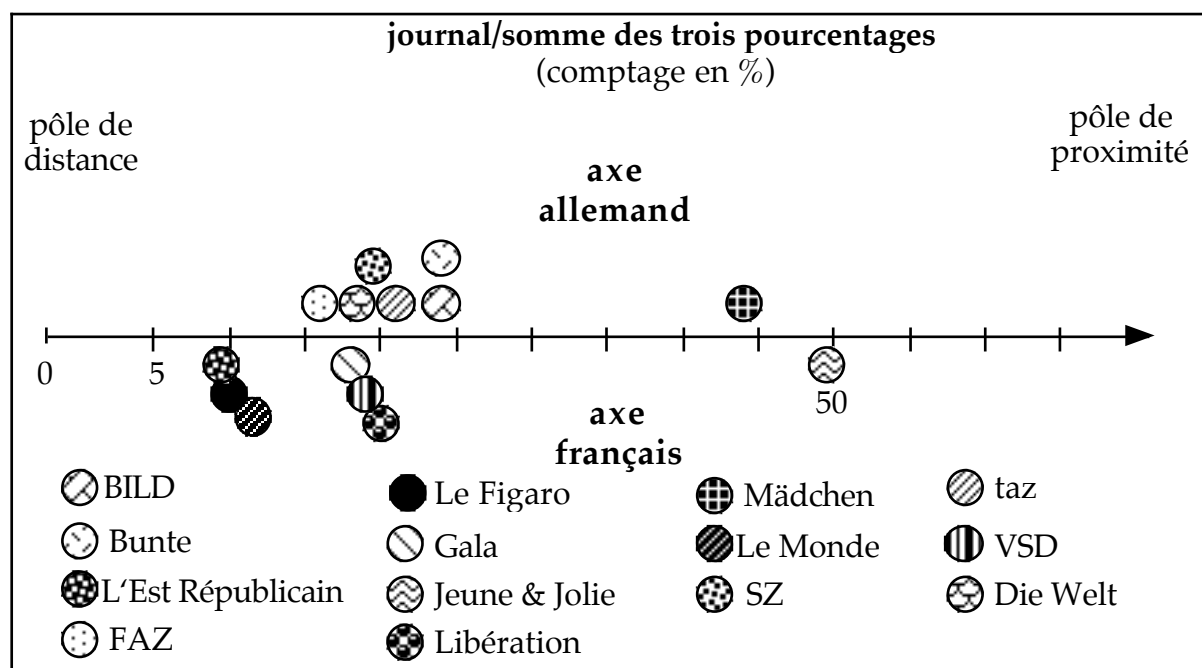 journal/somme des trois pourcentages
(comptage en %)
pôle de
distance
pôle de
proximité
axe
allemand
0
5
50
axe
français
BILD
Le Figaro
Mädchen
taz
Bunte
Gala
Le Monde
VSD
L‘Est Républicain
Jeune & Jolie
SZ
Die Welt
FAZ
Libération